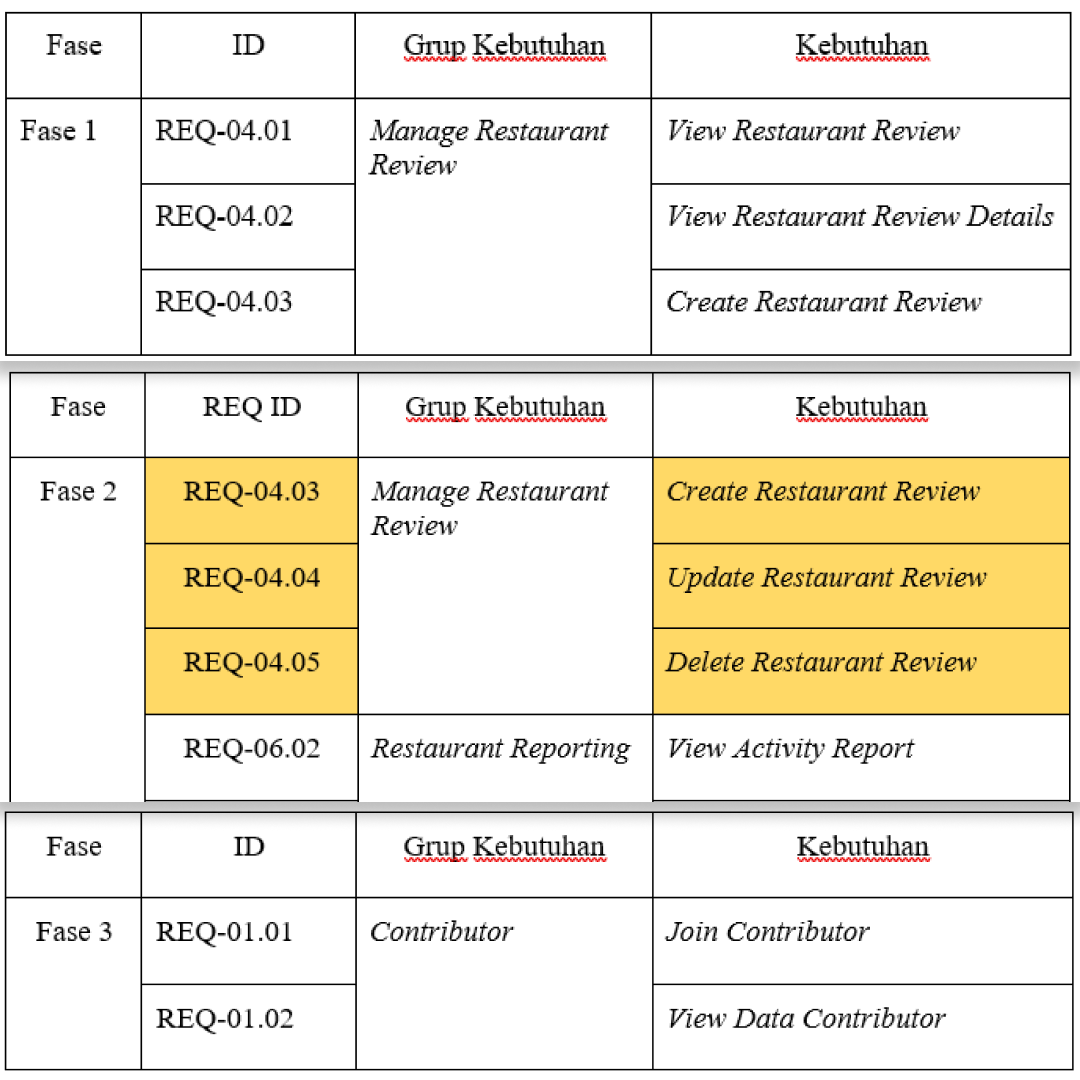 Fase ID Grup Kebutuhan Kebutuhan
Fase 1 REQ-04.01 Manage Restaurant View Restaurant Review
Review
REQ-04.02 View Restaurant Review Details
REQ-04.03 Create Restaurant Review
Fase REQ ID Grup Kebutuhan Kebutuhan
Fase 2 REQ-04.03 Manage Restaurant Create Restaurant Review
Review
REQ-04.04 Update Restaurant Review
REQ-04.05 Delete Restaurant Review
REQ-06.02 Restaurant Reporting View Activity Report
Fase ID Grup Kebutuhan Kebutuhan
Fase 3 REQ-01.01 Contributor Join Contributor
REQ-01.02 View Data Contributor